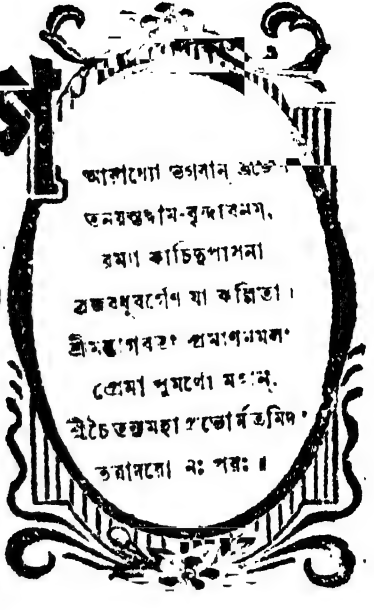 আরাধ্যো ভগবান্ ব্রজেশ
তনয়স্তদ্ধাম-বৃন্দাবনম্,
রম্যা কাচিদুপাসনা
ব্রজবধূবর্গেণ যা কল্পিতা।
শ্রীমদ্ভাগবতং প্রমাণমমলং
প্রেমা পুমর্থো মহান্,
শ্রীচৈতন্যমহাপ্রভোর্মতমিদং
তত্রাদরো নঃ পরঃ॥